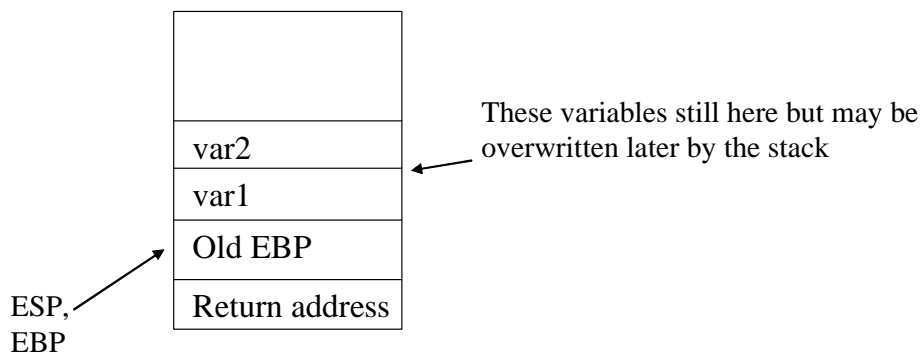 These variables still here but may be
overwritten later by the stack
var2
var1
Old EBP
Return address
ESP,
EBP